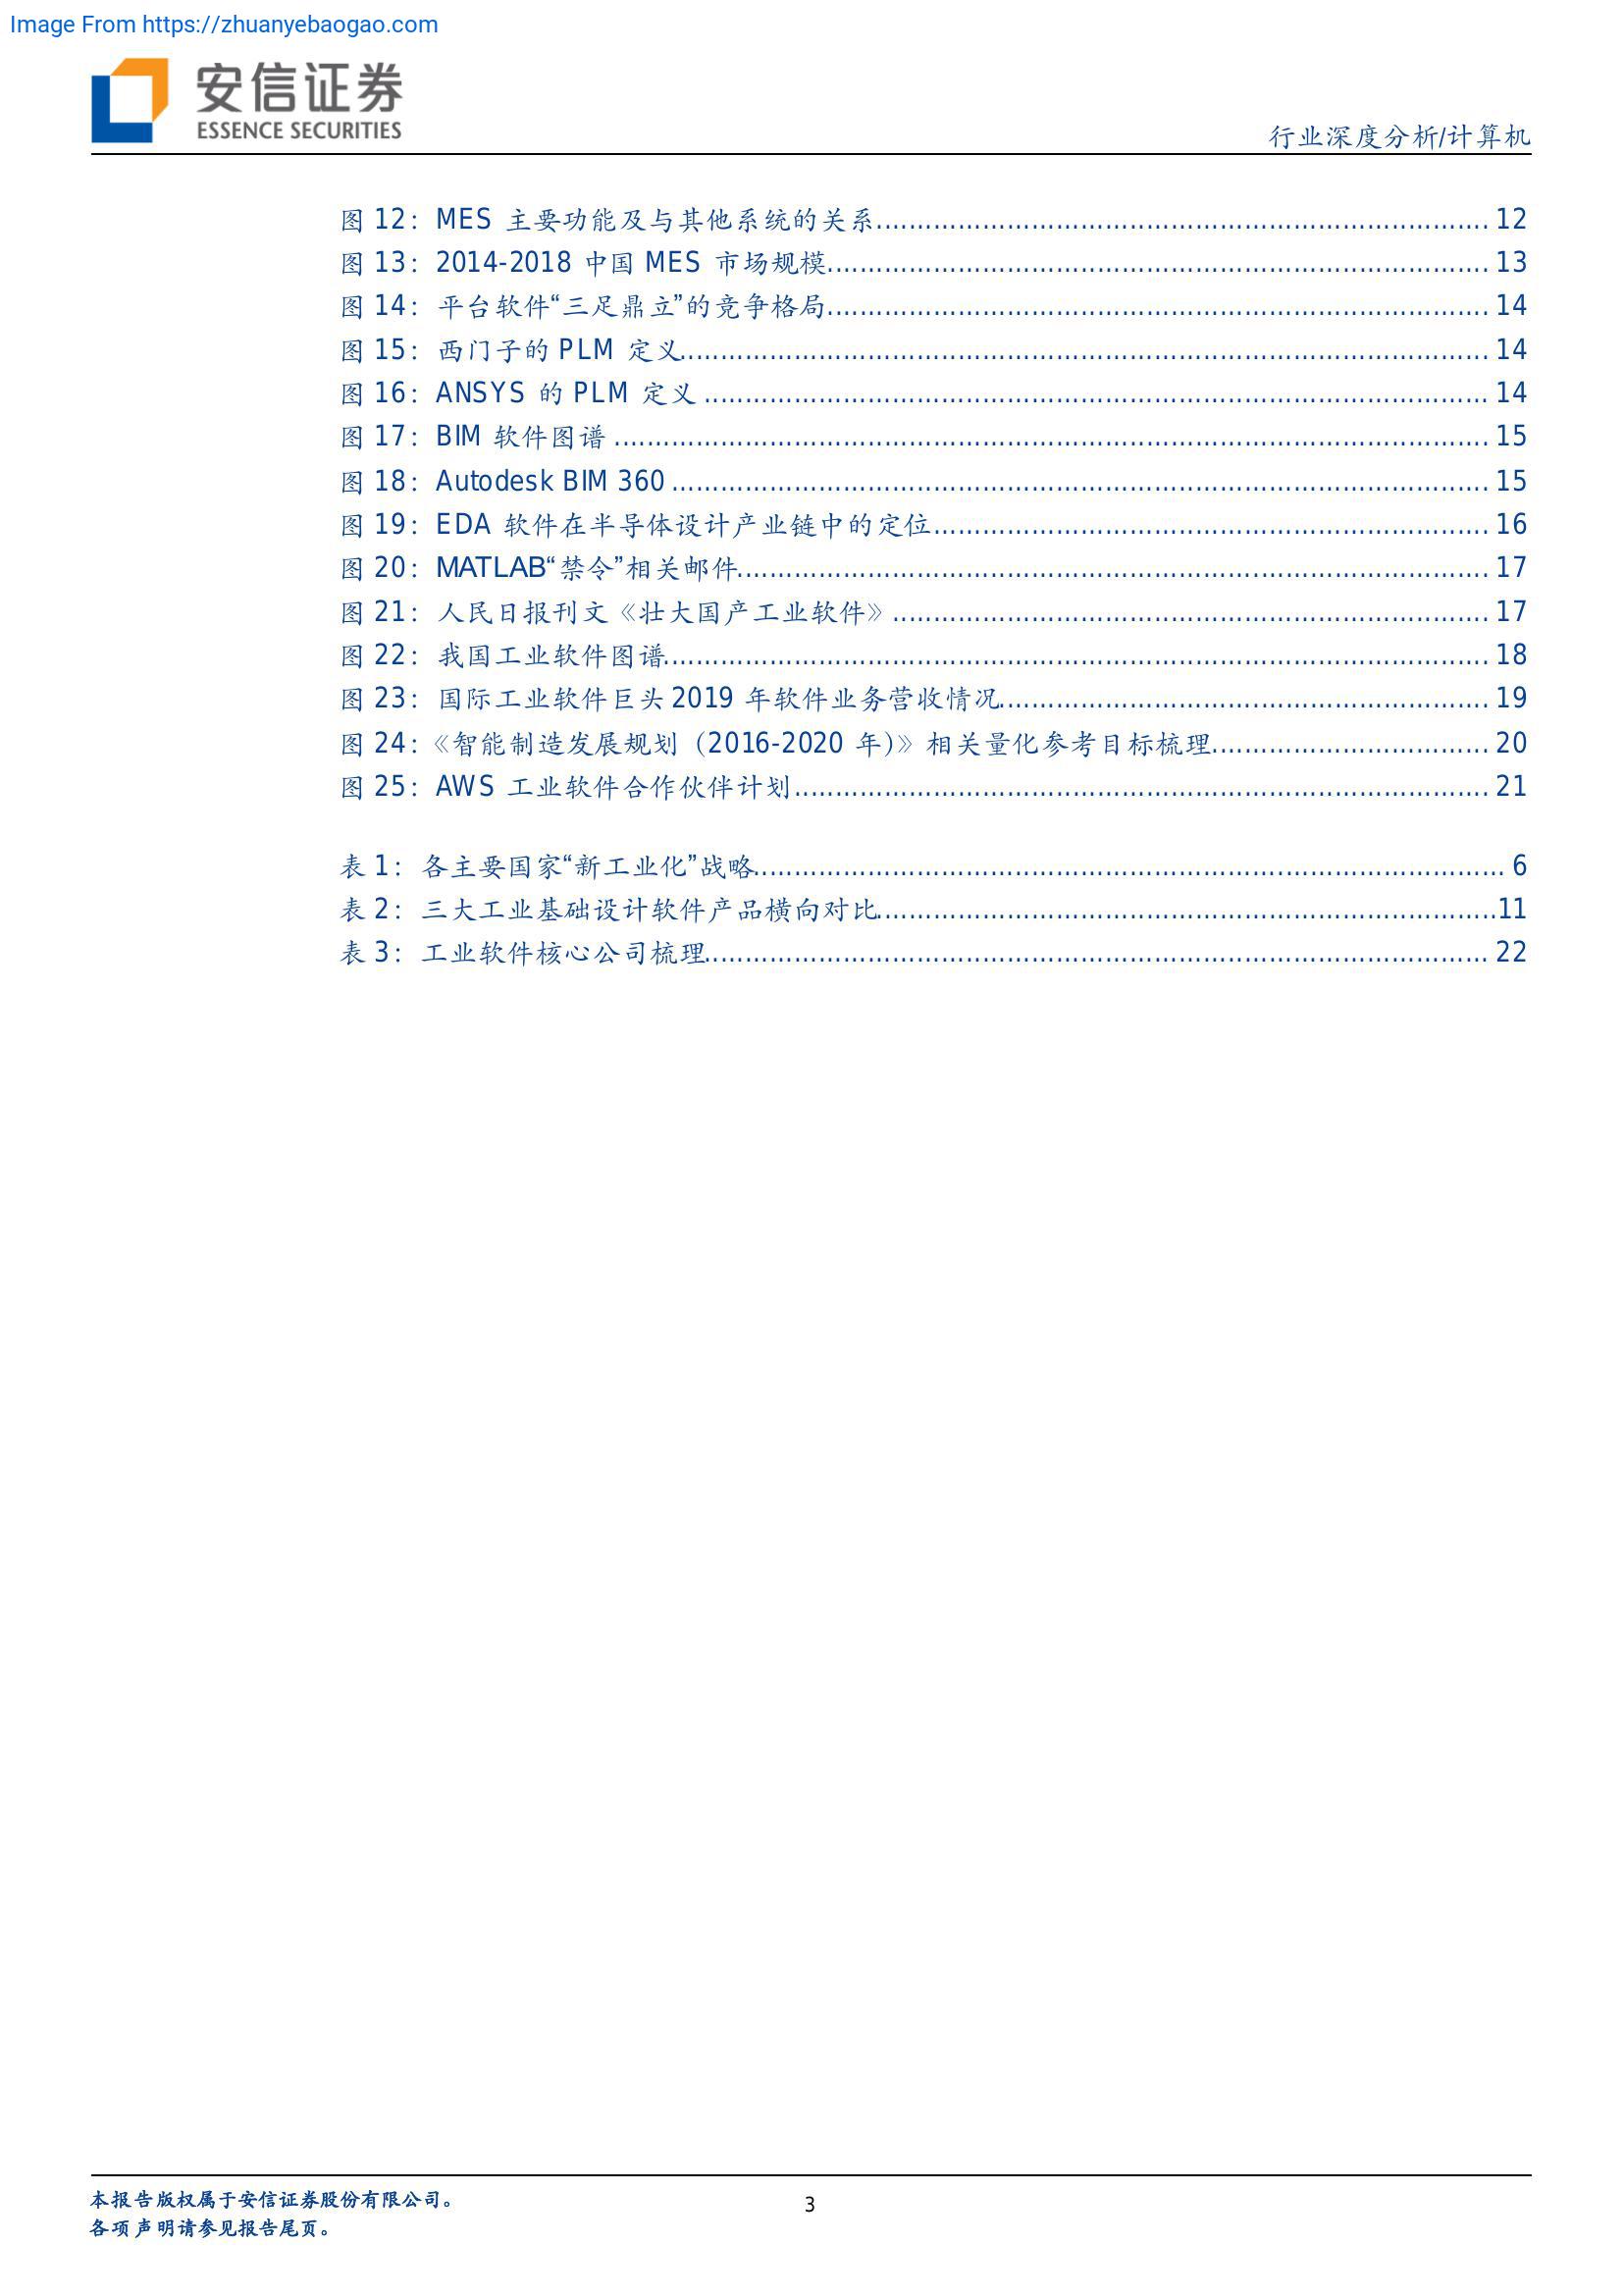 Image From https://zhuanyebaogao.com
安信证券
ESSENCE SECURITIES
行业深度分析/计算机
图 12：MES 主要功能及与其他系统的关系........................................................................ 12
图 13：2014-2018 中国 MES 市场规模........................................................................ 13
图 14：平台软件“三足鼎立”的竞争格局........................................................................ 14
图 15：西门子的 PLM 定义........................................................................ 14
图 16：ANSYS 的 PLM 定义 ........................................................................ 14
图 17：BIM 软件图谱 ........................................................................ 15
图 18：Autodesk BIM 360 ........................................................................ 15
图 19：EDA 软件在半导体设计产业链中的定位........................................................................ 16
图 20：MATLAB“禁令”相关邮件........................................................................ 17
图 21：人民日报刊文《壮大国产工业软件》........................................................................ 17
图 22：我国工业软件图谱........................................................................ 18
图 23：国际工业软件巨头 2019 年软件业务营收情况........................................................................ 19
图 24：《智能制造发展规划（2016-2020 年）》相关量化参考目标梳理.................................. 20
图 25：AWS 工业软件合作伙伴计划........................................................................ 21
表 1：各主要国家“新工业化”战略........................................................................ 6
表 2：三大工业基础设计软件产品横向对比........................................................................11
表 3：工业软件核心公司梳理........................................................................ 22
本报告版权属于安信证券股份有限公司。
3
各项声明请参见报告尾页。